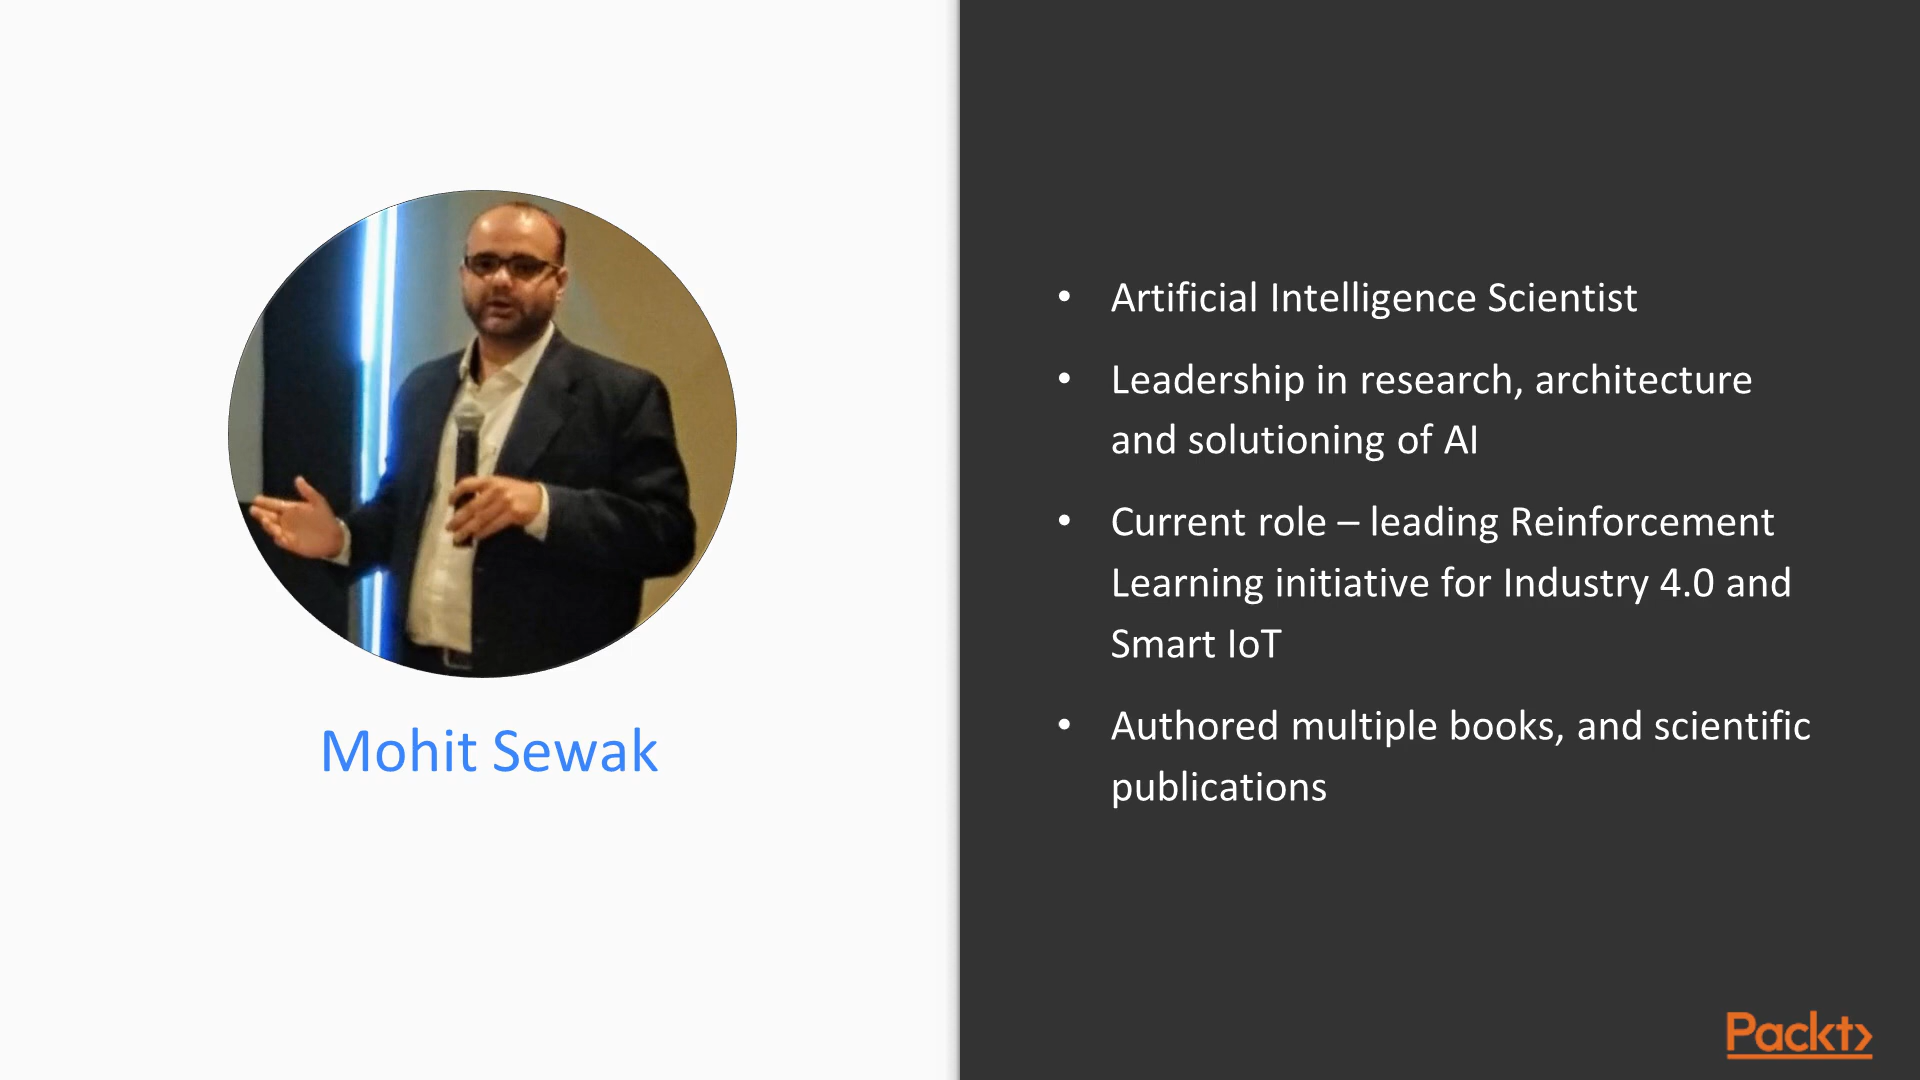 Mohit Sewak
• Artificial Intelligence Scientist
• Leadership in research, architecture
and solutioning of AI
• Current role – leading Reinforcement
Learning initiative for Industry 4.0 and
Smart IoT
• Authored multiple books, and scientific
publications
Packt>